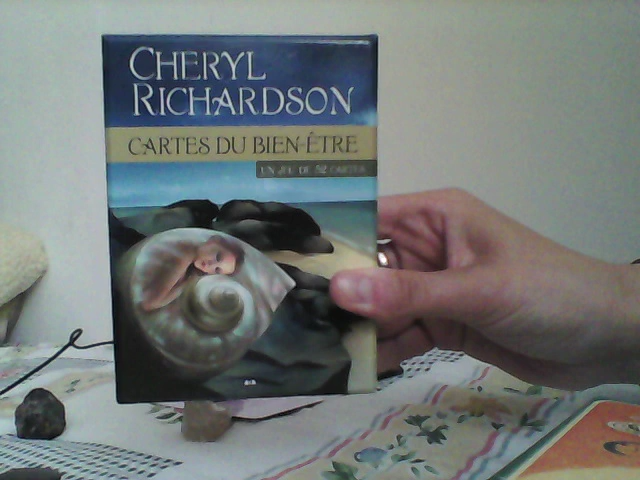 CHERYL
RICHARDSON
CARTES DU BIEN-ÊTRE
UN JEU DE 52 CARTES